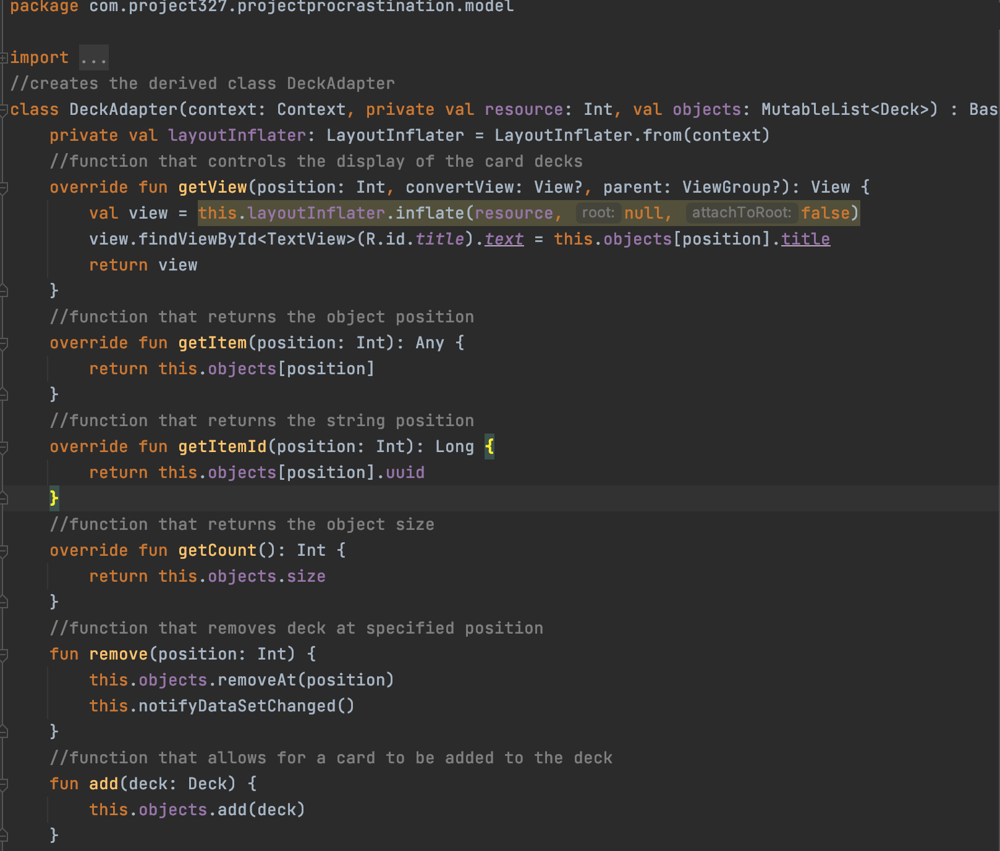 package com.project327.projectprocrastination.model
import ...
//creates the derived class DeckAdapter
class DeckAdapter(context: Context, private val resource: Int, val objects: MutableList<Deck>) : Bas
private val layoutInflater: LayoutInflater = LayoutInflater.from(context)
//function that controls the display of the card decks
override fun getView(position: Int, convertView: View?, parent: ViewGroup?): View {
val view = this.layoutInflater.inflate(resource, root: null, attachToRoot: false)
view.findViewById<TextView>(R.id.title).text = this.objects[position].title
return view
}
//function that returns the object position
override fun getItem(position: Int): Any {
return this.objects[position]
}
//function that returns the string position
override fun getItemId(position: Int): Long {
return this.objects[position].uuid
}
//function that returns the object size
override fun getCount(): Int {
return this.objects.size
}
//function that removes deck at specified position
fun remove(position: Int) {
this.objects.removeAt(position)
this.notifyDataSetChanged()
}
//function that allows for a card to be added to the deck
fun add(deck: Deck) {
this.objects.add(deck)
}